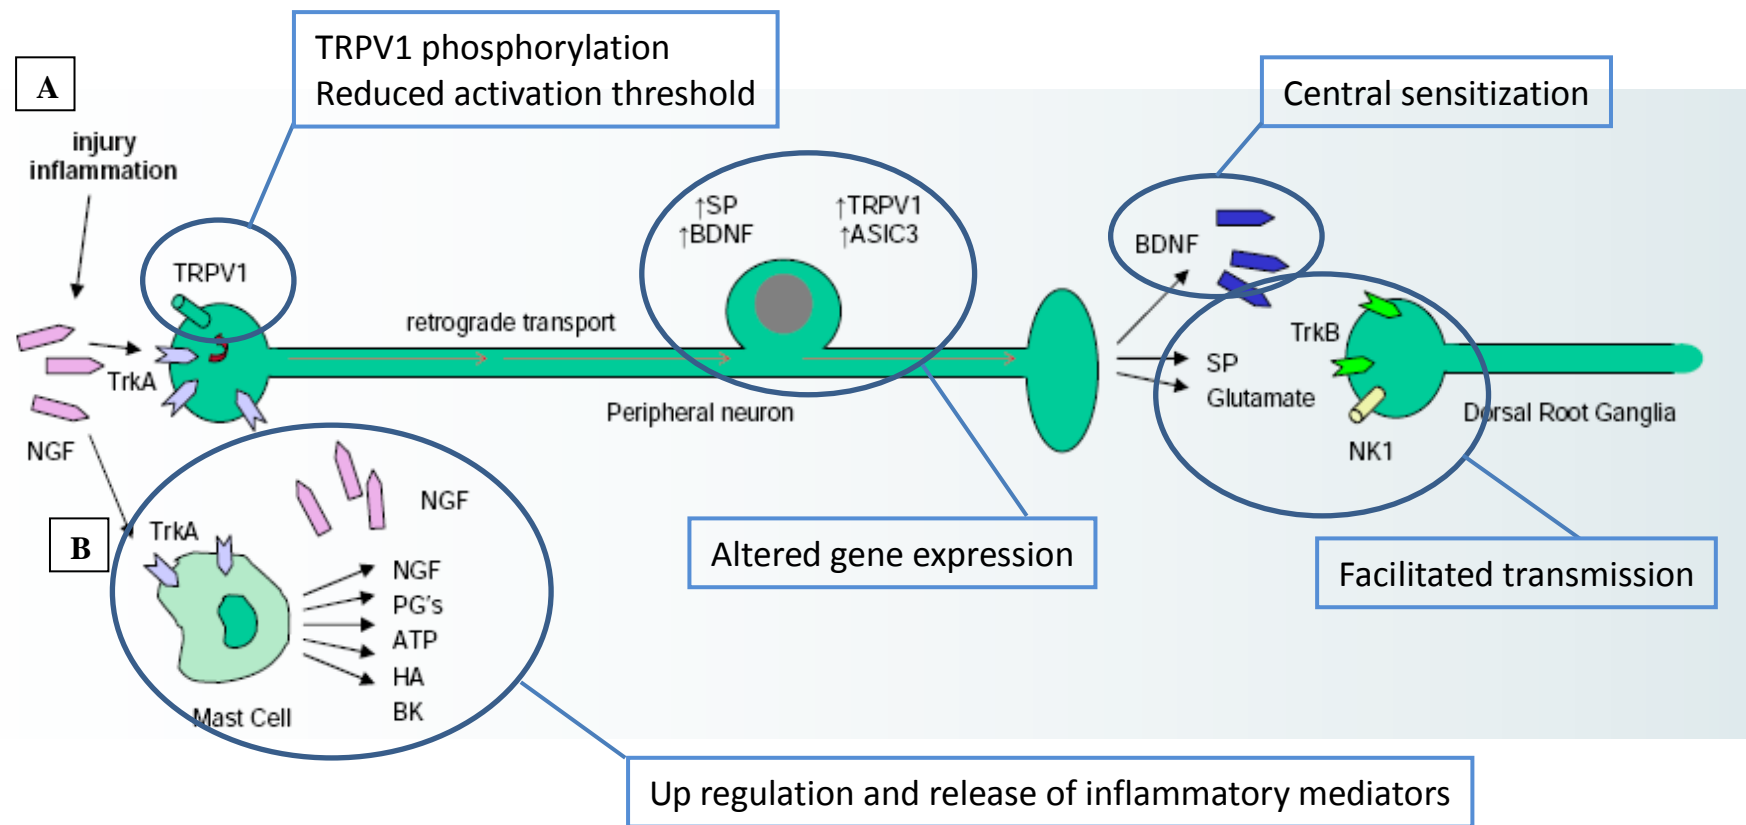 TRPV1 phosphorylation
Reduced activation threshold
A
Central sensitization
injury
inflammation
TRPV1
↑SP
↑BDNF
↑TRPV1
↑ASIC3
BDNF
retrograde transport
TrkA
TrkB
SP
Glutamate
NK1
Peripheral neuron
Dorsal Root Ganglia
NGF
NGF
TrkA
B
NGF
PG's
ATP
HA
BK
Mast Cell
Altered gene expression
Facilitated transmission
Up regulation and release of inflammatory mediators